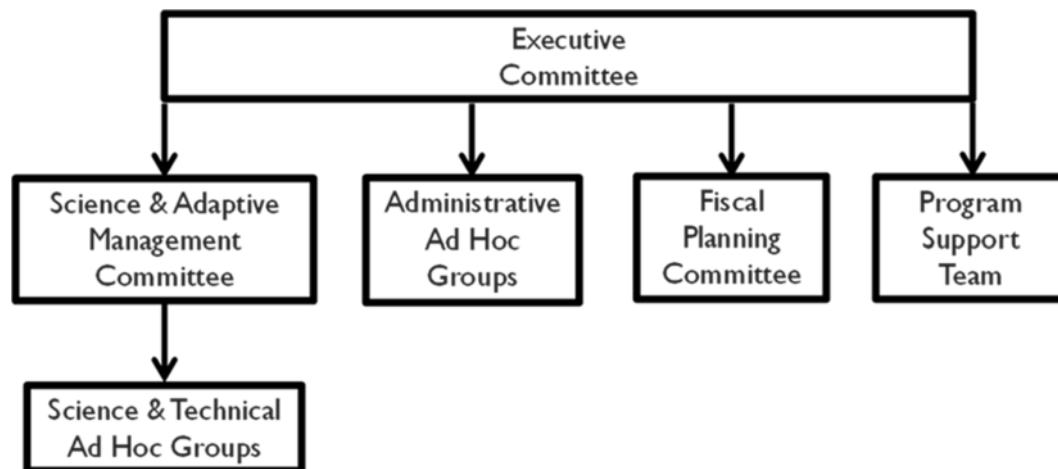 Executive
Committee
Science & Adaptive
Management
Committee
Administrative
Ad Hoc
Groups
Fiscal
Planning
Committee
Program
Support
Team
Science & Technical
Ad Hoc Groups